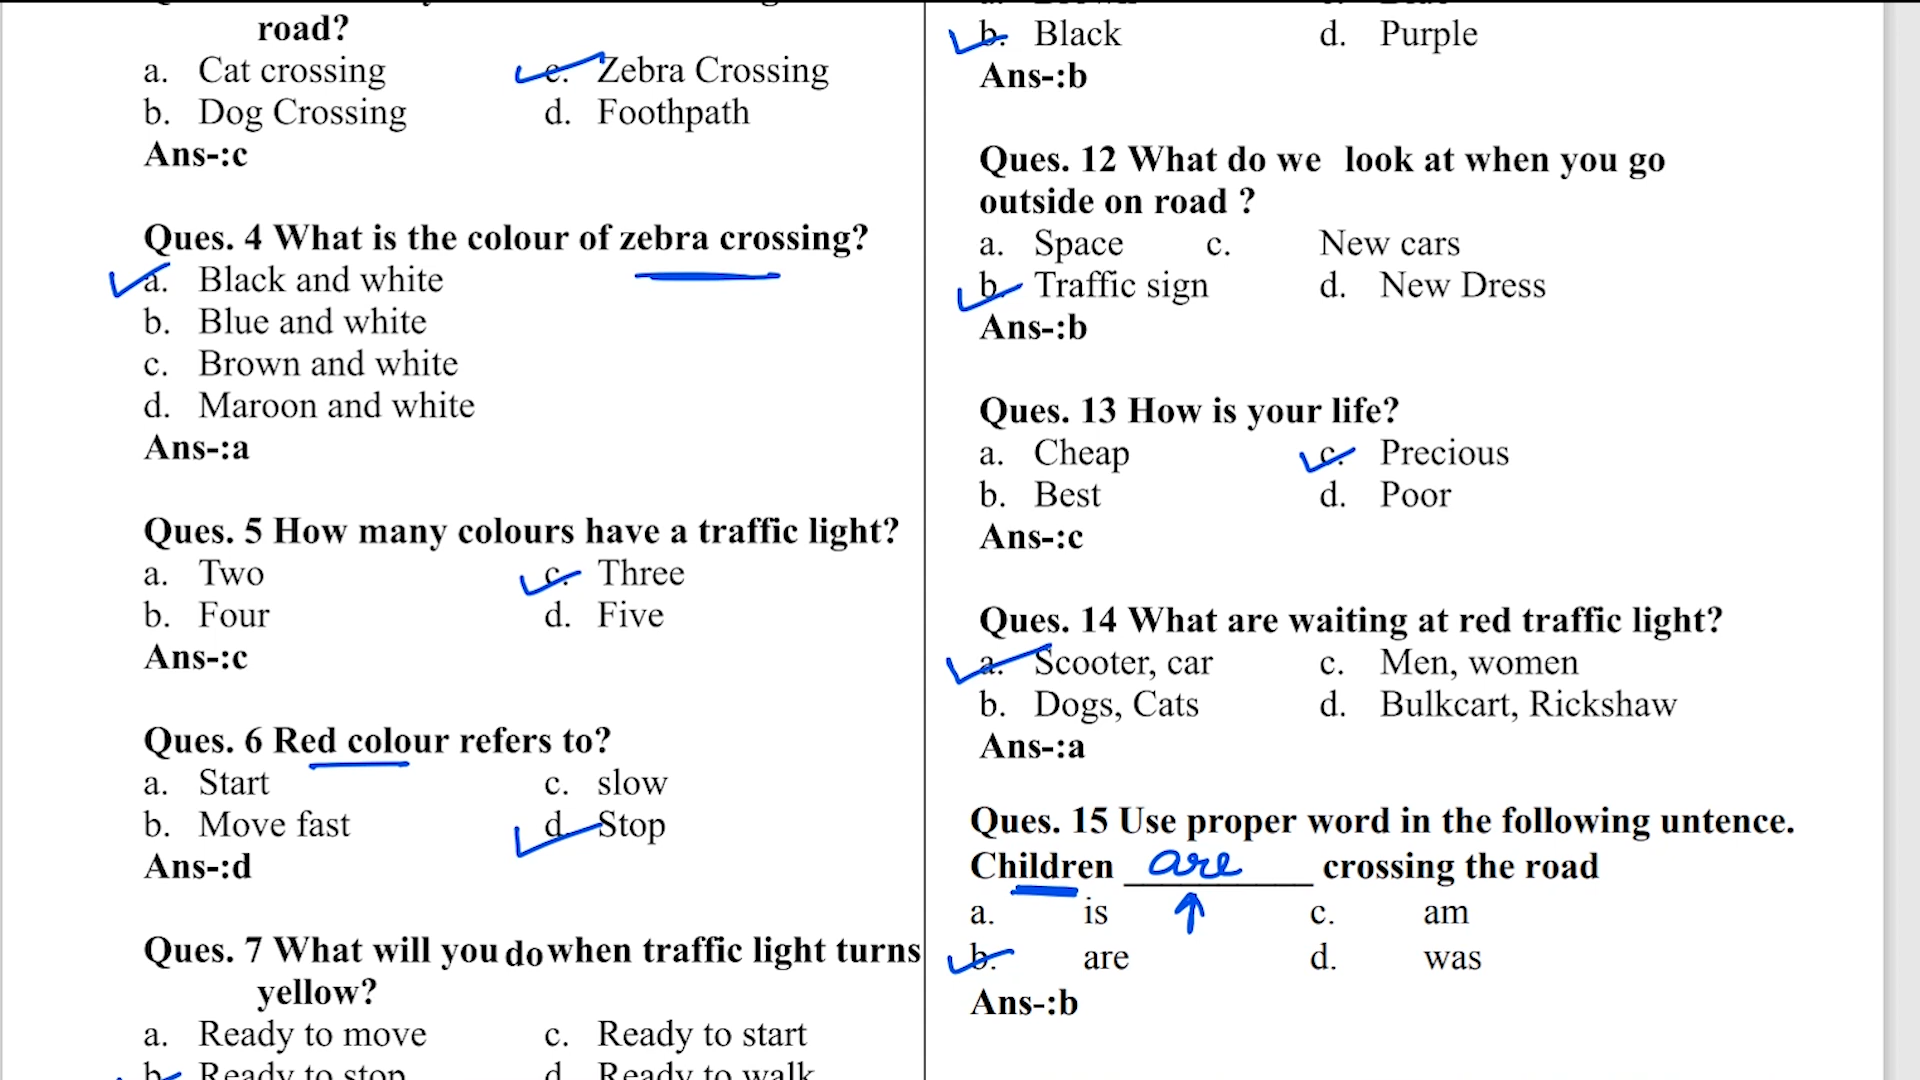 road?
a. Cat crossing c. Zebra Crossing
b. Dog Crossing d. Foothpath
Ans-:c
Ques. 4 What is the colour of zebra crossing?
a. Black and white
b. Blue and white
c. Brown and white
d. Maroon and white
Ans-:a
Ques. 5 How many colours have a traffic light?
a. Two c. Three
b. Four d. Five
Ans-:c
Ques. 6 Red colour refers to?
a. Start c. slow
b. Move fast d. Stop
Ans-:d
Ques. 7 What will you do when traffic light turns
yellow?
a. Ready to move c. Ready to start
b. Ready to stop d. Ready to walk
b. Black d. Purple
Ans-:b
Ques. 12 What do we look at when you go
outside on road ?
a. Space c. New cars
b. Traffic sign d. New Dress
Ans-:b
Ques. 13 How is your life?
a. Cheap c. Precious
b. Best d. Poor
Ans-:c
Ques. 14 What are waiting at red traffic light?
a. Scooter, car c. Men, women
b. Dogs, Cats d. Bulkcart, Rickshaw
Ans-:a
Ques. 15 Use proper word in the following untence.
Children are crossing the road
a. is c. am
b. are d. was
Ans-:b